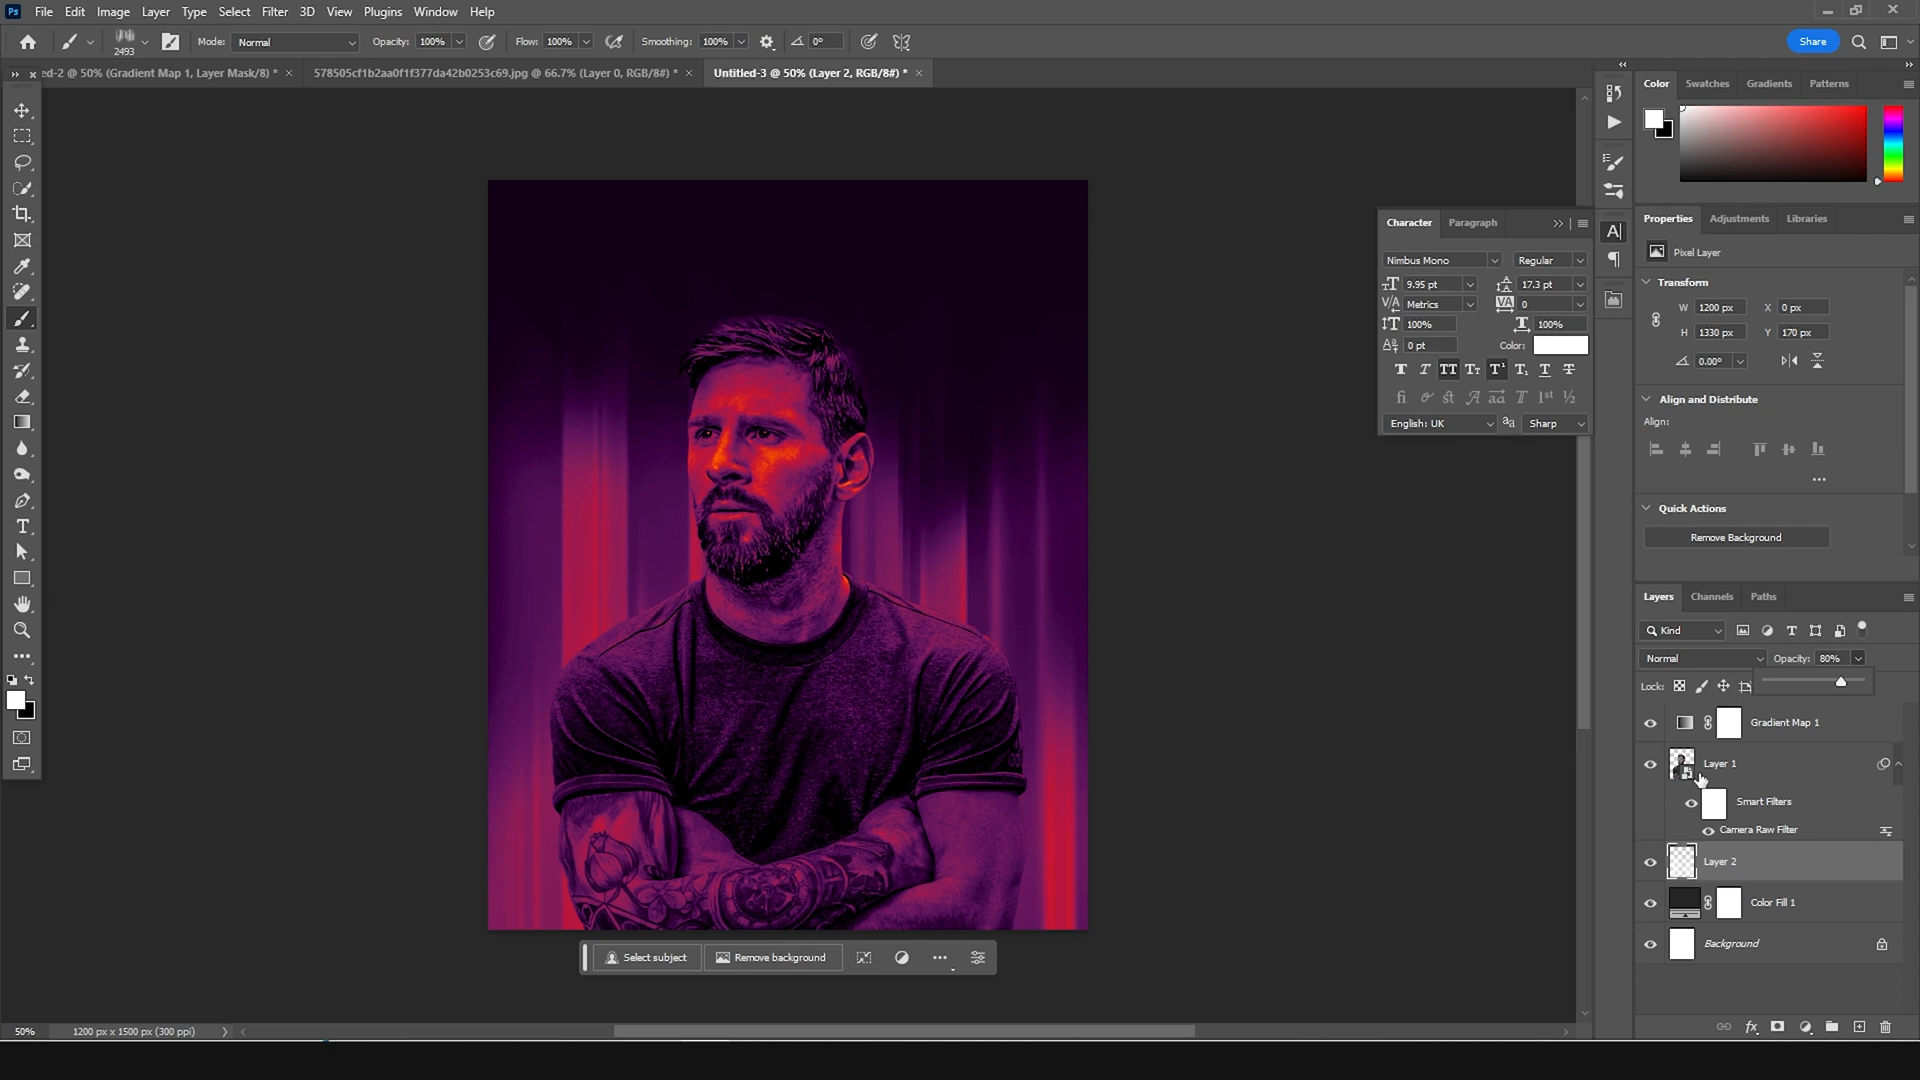 Ps File Edit Image Layer Type Select Filter 3D View Plugins Window Help
2493 Mode: Normal Opacity: 100% Flow: 100% Smoothing: 100% 0° Share
ed-2 @ 50% (Gradient Map 1, Layer Mask/8) * × 578505cf1b2aa0f1f377da42b0253c69.jpg @ 66.7% (Layer 0, RGB/8#) * × Untitled-3 @ 50% (Layer 2, RGB/8#) * ×
Color Swatches Gradients Patterns
Character Paragraph
Nimbus Mono Regular
9.95 pt 17.3 pt
Metrics 0
100% 100%
0 pt Color:
English: UK Sharp
Properties Adjustments Libraries
Pixel Layer
Transform
W 1200 px X 0 px
H 1330 px Y 170 px
0.00°
Align and Distribute
Align:
Quick Actions
Remove Background
Layers Channels Paths
Kind
Normal Opacity: 80%
Lock:
Gradient Map 1
Layer 1
Smart Filters
Camera Raw Filter
Layer 2
Color Fill 1
Background
Select subject Remove background
50% 1200 px x 1500 px (300 ppi)